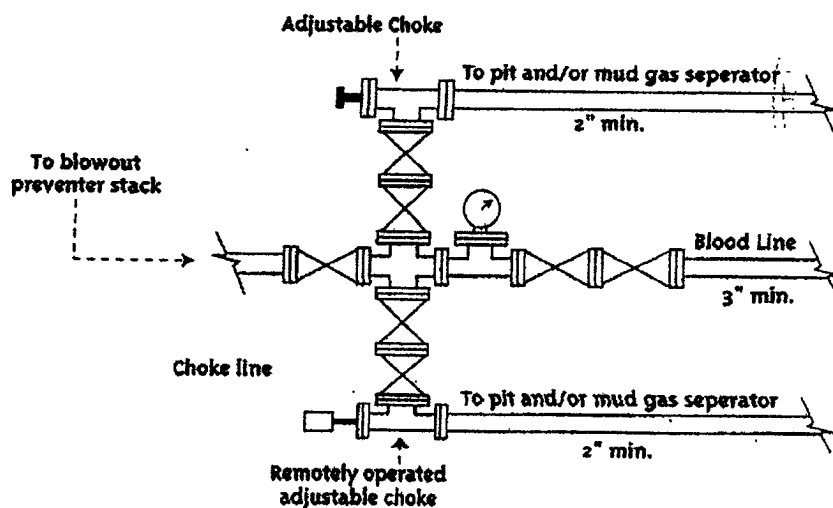 Adjustable Choke
To pit and/or mud gas seperator
2" min.
To blowout
preventer stack
Blood Line
3" min.
Choke line
To pit and/or mud gas seperator
2" min.
Remotely operated
adjustable choke